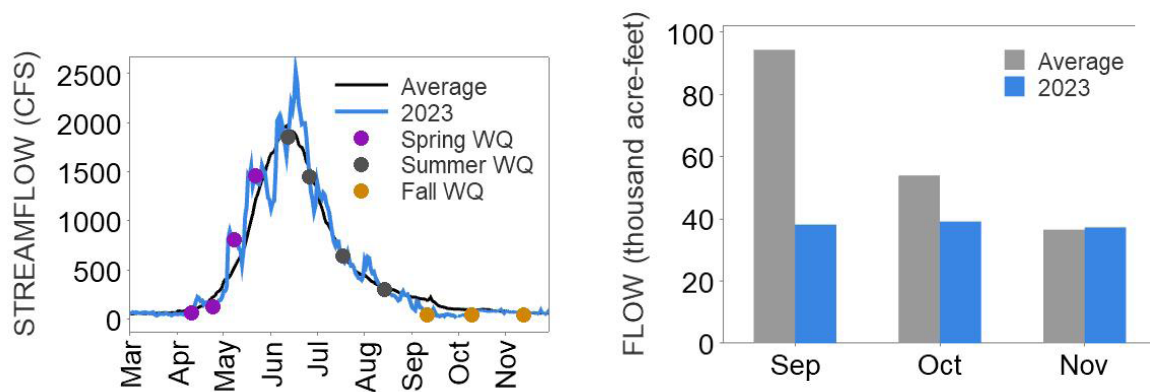 STREAMFLOW (CFS)
2500
2000
1500
1000
500
0
Average
2023
Spring WQ
Summer WQ
Fall WQ
Mar
Apr
May
Jun
Jul
Aug
Sep
Oct
Nov
FLOW (thousand acre-feet)
100
80
60
40
20
0
Average
2023
Sep
Oct
Nov